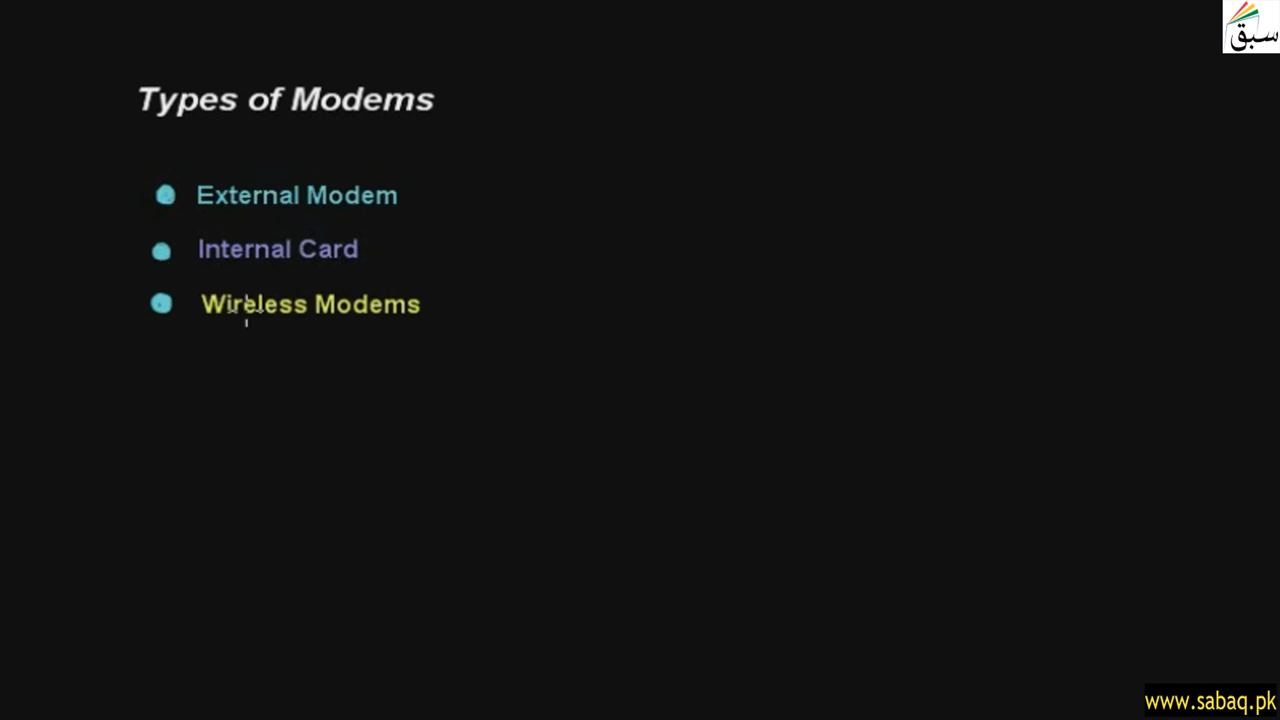 سبق
Types of Modems
External Modem
Internal Card
Wireless Modems
www.sabaq.pk